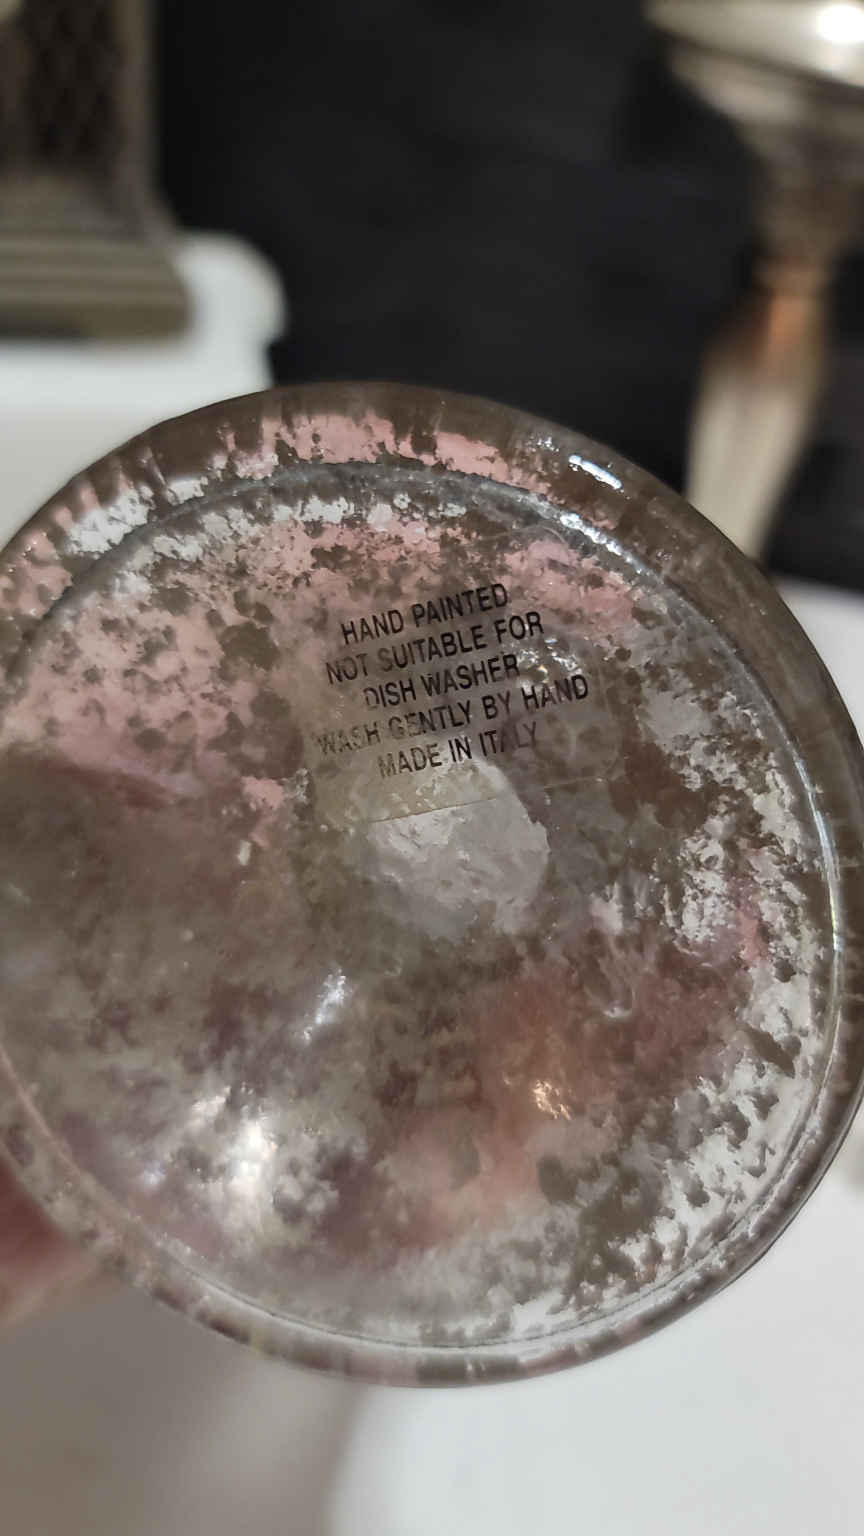 HAND PAINTED
NOT SUITABLE FOR
DISH WASHER
WASH GENTLY BY HAND
MADE IN ITALY